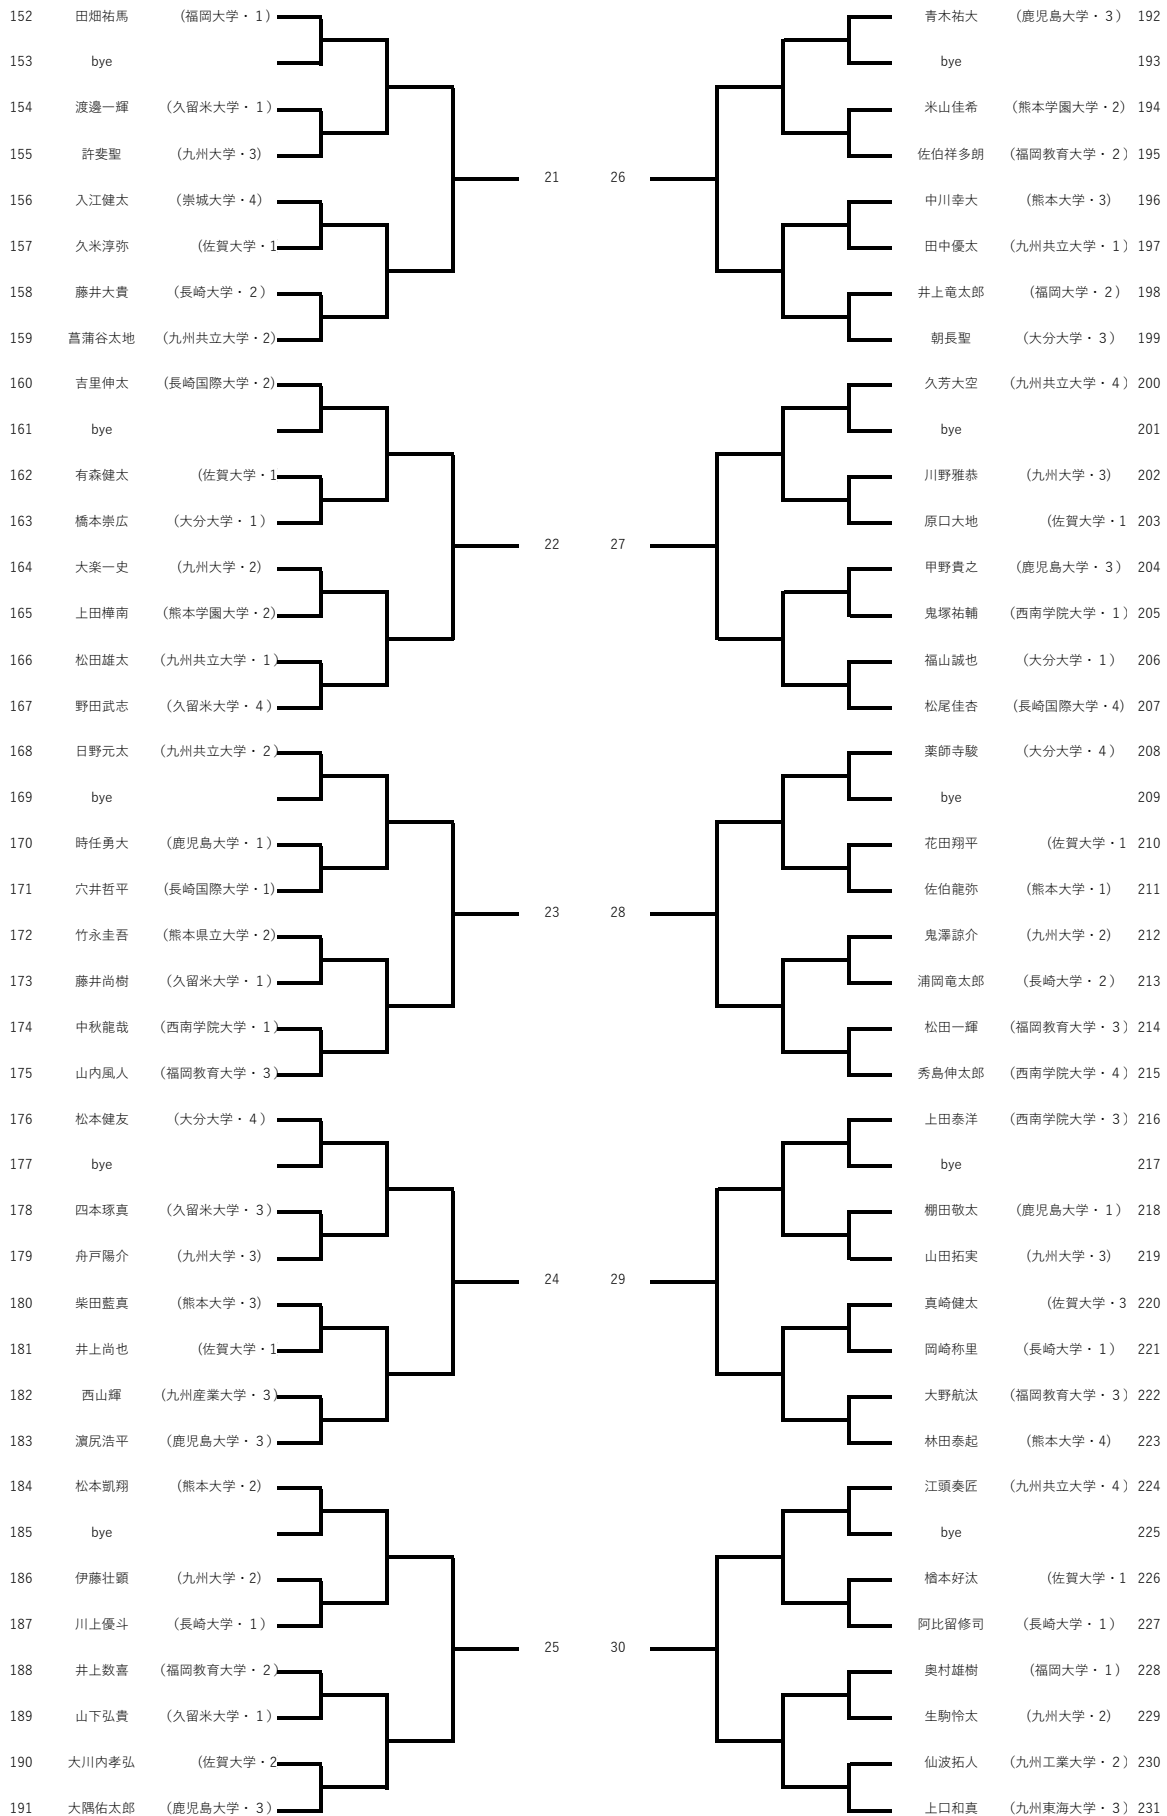 152 田畑祐馬 (福岡大学・1) 青木祐大 (鹿児島大学・3) 192
153 bye bye 193
154 渡邊一輝 (久留米大学・1) 米山佳希 (熊本学園大学・2) 194
155 許斐聖 (九州大学・3) 佐伯祥多朗 (福岡教育大学・2) 195
21 26
156 入江健太 (崇城大学・4) 中川幸大 (熊本大学・3) 196
157 久米淳弥 (佐賀大学・1 田中優太 (九州共立大学・1) 197
158 藤井大貴 (長崎大学・2) 井上竜太郎 (福岡大学・2) 198
159 菖蒲谷太地 (九州共立大学・2) 朝長聖 (大分大学・3) 199
160 吉里伸太 (長崎国際大学・2) 久芳大空 (九州共立大学・4) 200
161 bye bye 201
162 有森健太 (佐賀大学・1 川野雅恭 (九州大学・3) 202
163 橋本崇広 (大分大学・1) 原口大地 (佐賀大学・1 203
22 27
164 大楽一史 (九州大学・2) 甲野貴之 (鹿児島大学・3) 204
165 上田樺南 (熊本学園大学・2) 鬼塚祐輔 (西南学院大学・1) 205
166 松田雄太 (九州共立大学・1) 福山誠也 (大分大学・1) 206
167 野田武志 (久留米大学・4) 松尾佳杏 (長崎国際大学・4) 207
168 日野元太 (九州共立大学・2) 薬師寺駿 (大分大学・4) 208
169 bye bye 209
170 時任勇大 (鹿児島大学・1) 花田翔平 (佐賀大学・1 210
171 穴井哲平 (長崎国際大学・1) 佐伯龍弥 (熊本大学・1) 211
23 28
172 竹永圭吾 (熊本県立大学・2) 鬼澤諒介 (九州大学・2) 212
173 藤井尚樹 (久留米大学・1) 浦岡竜太郎 (長崎大学・2) 213
174 中秋龍哉 (西南学院大学・1) 松田一輝 (福岡教育大学・3) 214
175 山内風人 (福岡教育大学・3) 秀島伸太郎 (西南学院大学・4) 215
176 松本健友 (大分大学・4) 上田泰洋 (西南学院大学・3) 216
177 bye bye 217
178 四本琢真 (久留米大学・3) 棚田敬太 (鹿児島大学・1) 218
179 舟戸陽介 (九州大学・3) 山田拓実 (九州大学・3) 219
24 29
180 柴田藍真 (熊本大学・3) 真崎健太 (佐賀大学・3 220
181 井上尚也 (佐賀大学・1 岡崎称里 (長崎大学・1) 221
182 西山輝 (九州産業大学・3) 大野航汰 (福岡教育大学・3) 222
183 濵尻浩平 (鹿児島大学・3) 林田泰起 (熊本大学・4) 223
184 松本凱翔 (熊本大学・2) 江頭奏匠 (九州共立大学・4) 224
185 bye bye 225
186 伊藤壮顕 (九州大学・2) 楢本好汰 (佐賀大学・1 226
187 川上優斗 (長崎大学・1) 阿比留修司 (長崎大学・1) 227
25 30
188 井上数喜 (福岡教育大学・2) 奥村雄樹 (福岡大学・1) 228
189 山下弘貴 (久留米大学・1) 生駒怜太 (九州大学・2) 229
190 大川内孝弘 (佐賀大学・2 仙波拓人 (九州工業大学・2) 230
191 大隅佑太郎 (鹿児島大学・3) 上口和真 (九州東海大学・3) 231